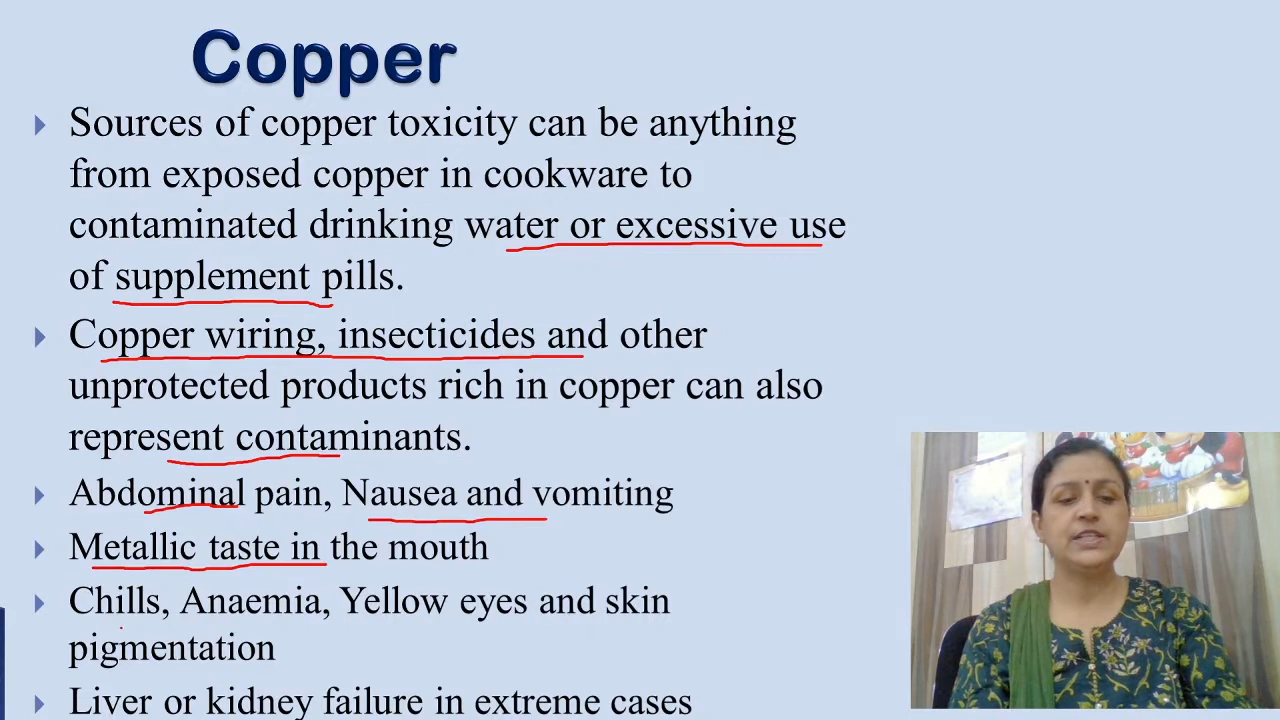 Copper
Sources of copper toxicity can be anything
from exposed copper in cookware to
contaminated drinking water or excessive use
of supplement pills.
Copper wiring, insecticides and other
unprotected products rich in copper can also
represent contaminants.
Abdominal pain, Nausea and vomiting
Metallic taste in the mouth
Chills, Anaemia, Yellow eyes and skin
pigmentation
Liver or kidney failure in extreme cases